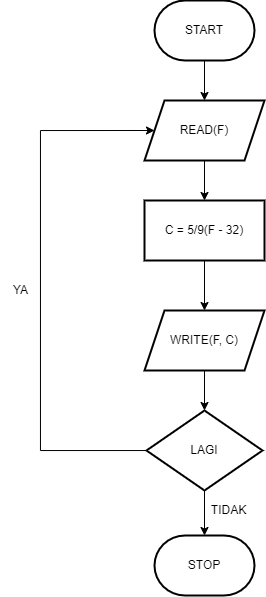 START
READ(F)
C = 5/9(F - 32)
YA
WRITE(F, C)
LAGI
TIDAK
STOP